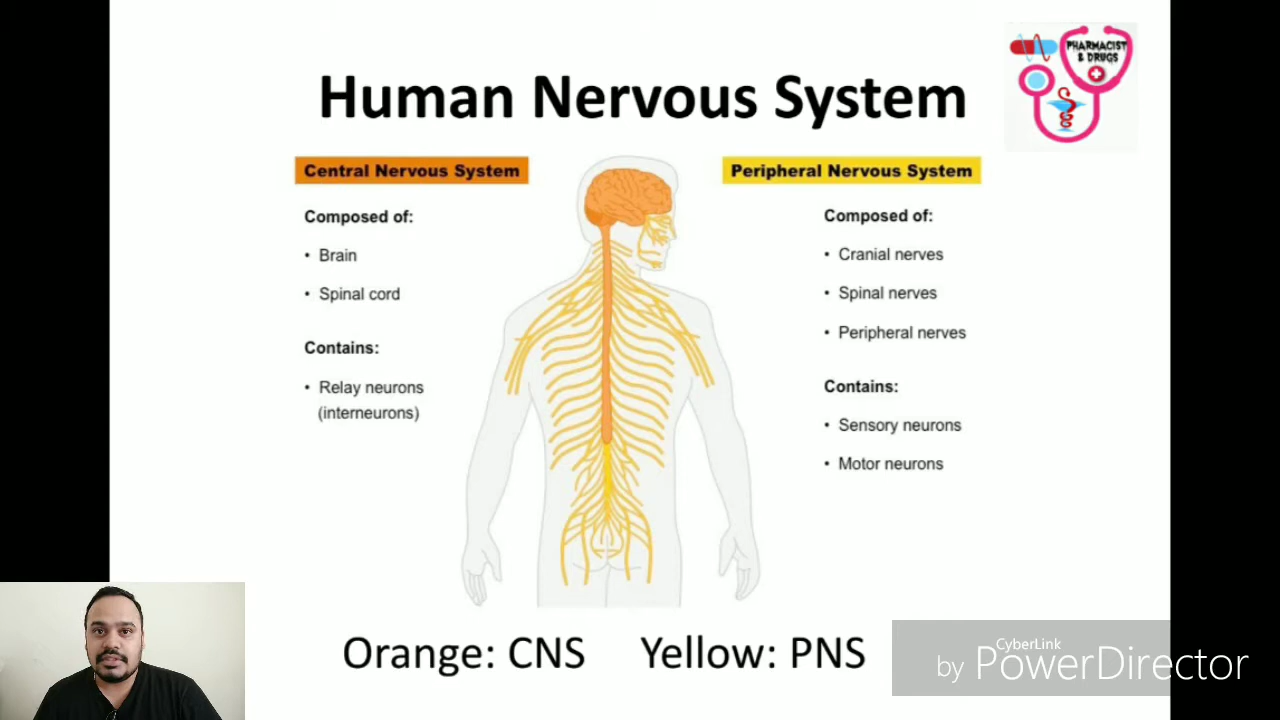 PHARMACIST
& DRUGS
Human Nervous System
Central Nervous System
Composed of:
• Brain
• Spinal cord
Contains:
• Relay neurons
(interneurons)
Peripheral Nervous System
Composed of:
• Cranial nerves
• Spinal nerves
• Peripheral nerves
Contains:
• Sensory neurons
• Motor neurons
Orange: CNS Yellow: PNS
CyberLink
by PowerDirector